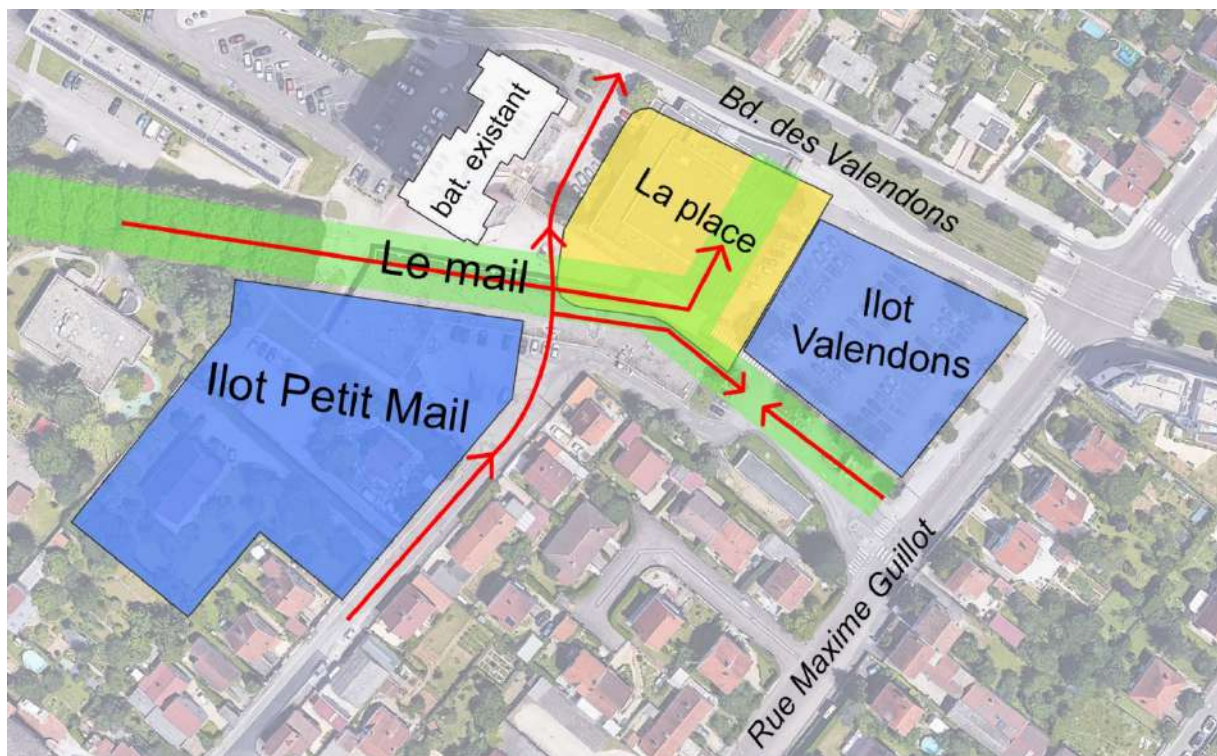 Bd. des Valendons
bat. existant
La place
Le mail
Ilot
Valendons
Ilot Petit Mail
Rue Maxime Guillot